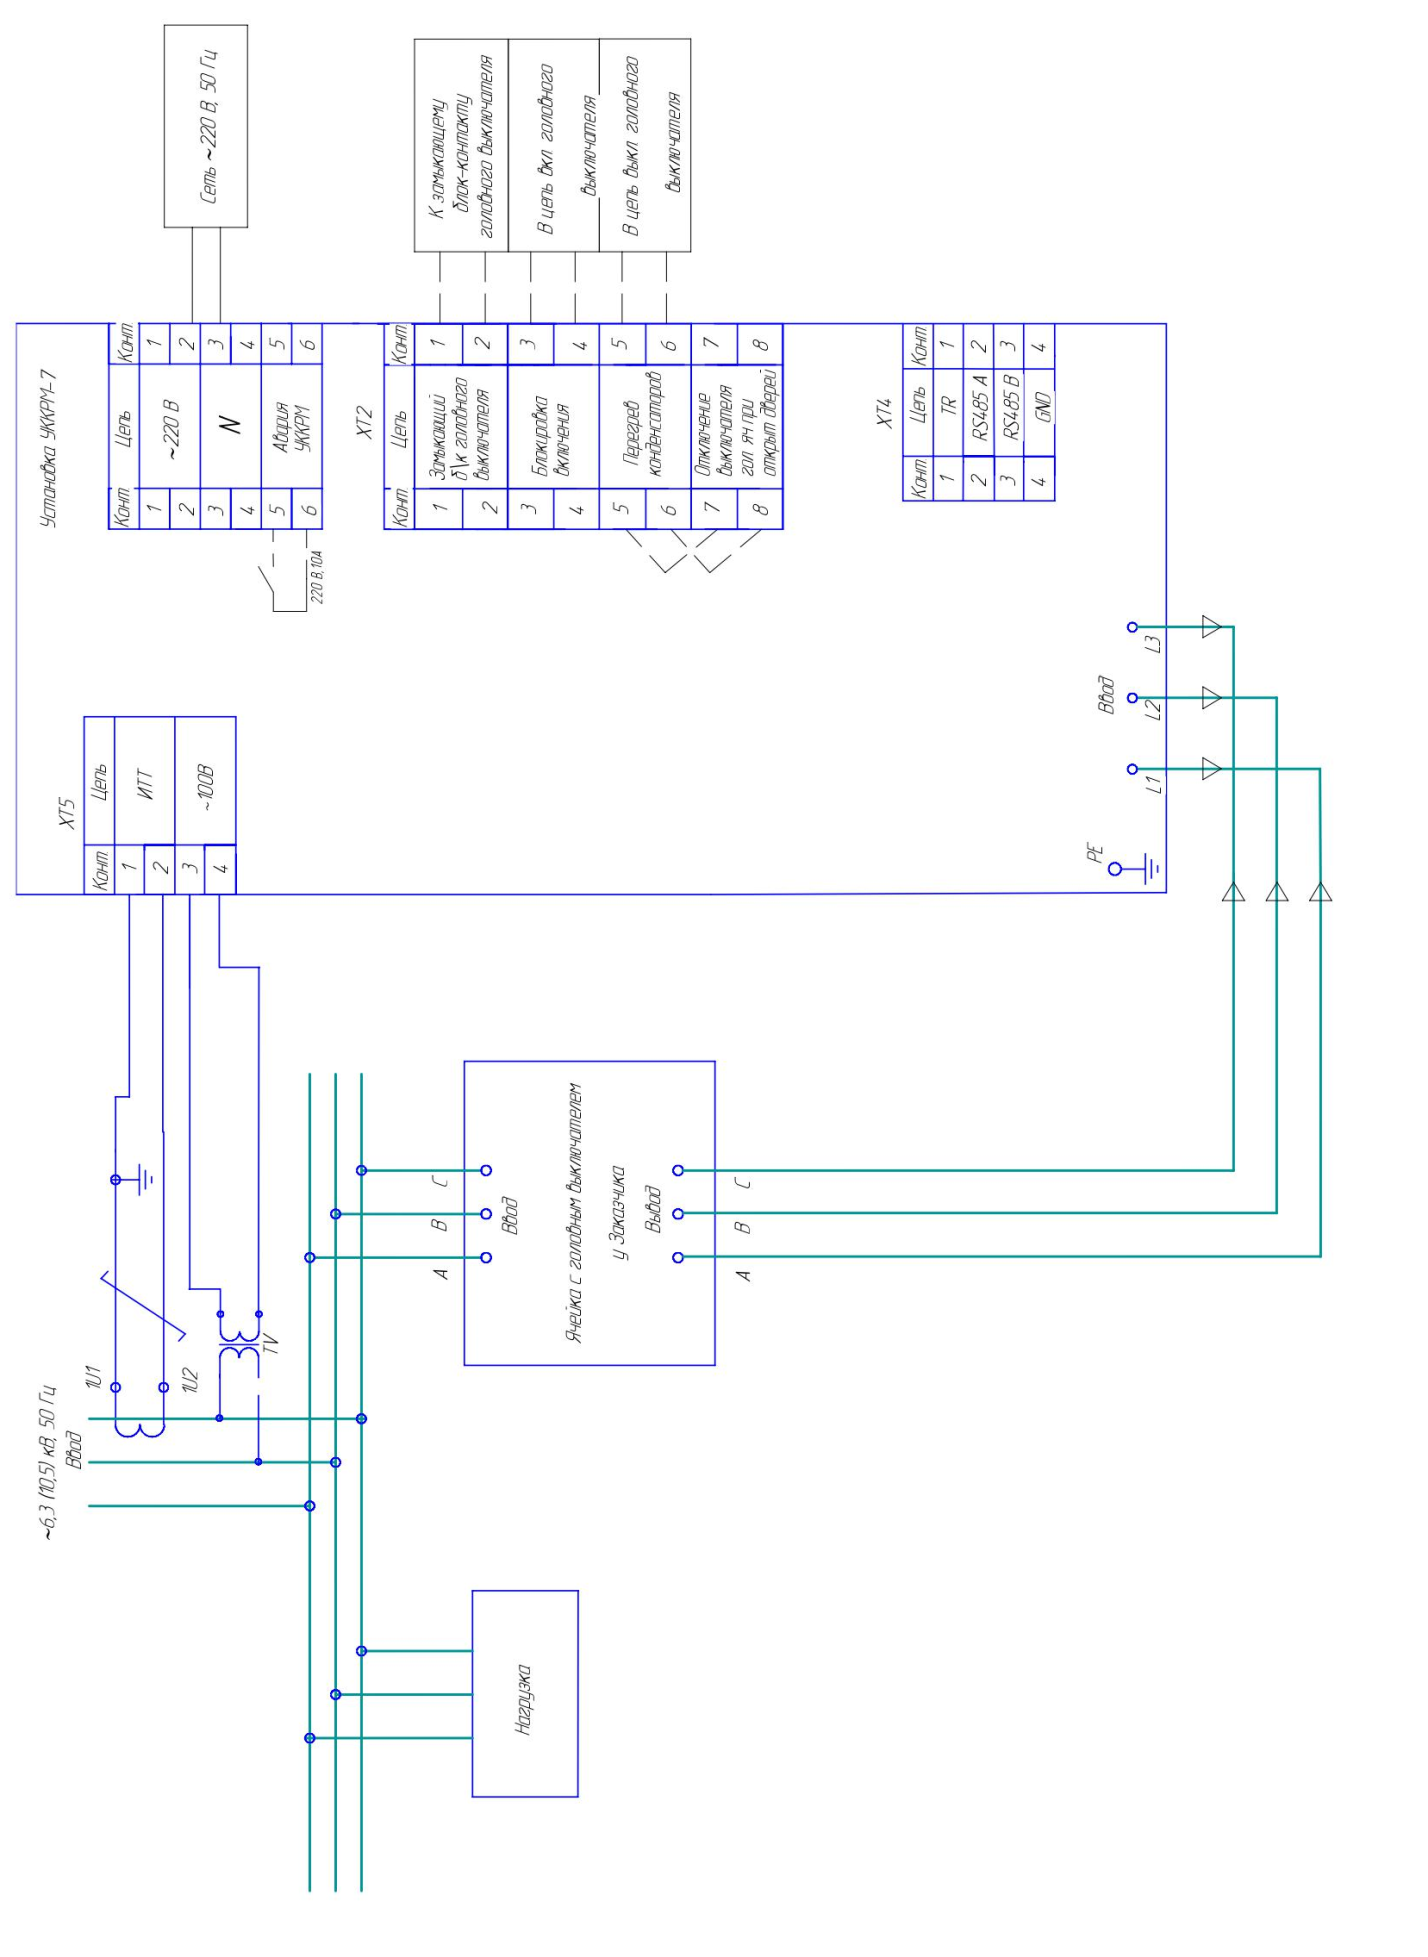 Установка УККРМ-7
XT5
Конт
Цепь
1
ИТТ
2
3
~100В
4
Конт
Цепь
Конт
1
~220 В
1
2
2
3
N
3
4
4
5
Авария
УККРМ
5
6
6
220 В,10А
Сеть ~220 В, 50 Гц
XT2
Конт
Цепь
Конт
1
Замыкающий
б\к головного
выключателя
1
2
2
3
Блокировка
включения
3
4
4
5
Перегрев
конденсаторов
5
6
6
7
Отключение
выключателя
гол яч при
открыт дверей
7
8
8
К замыкающему
блок-контакту
головного выключателя
В цепь вкл головного
выключателя
В цепь выкл головного
выключателя
XT4
Конт
Цепь
Конт
1
TR
1
2
RS485 A
2
3
RS485 B
3
4
GND
4
PE
Ввод
L1
L2
L3
~6,3 (10,5) кВ, 50 Гц
Ввод
1U1
1U2
TV
A
B
C
Ввод
Ячейка с головным выключателем
у Заказчика
Вывод
A
B
C
Нагрузка